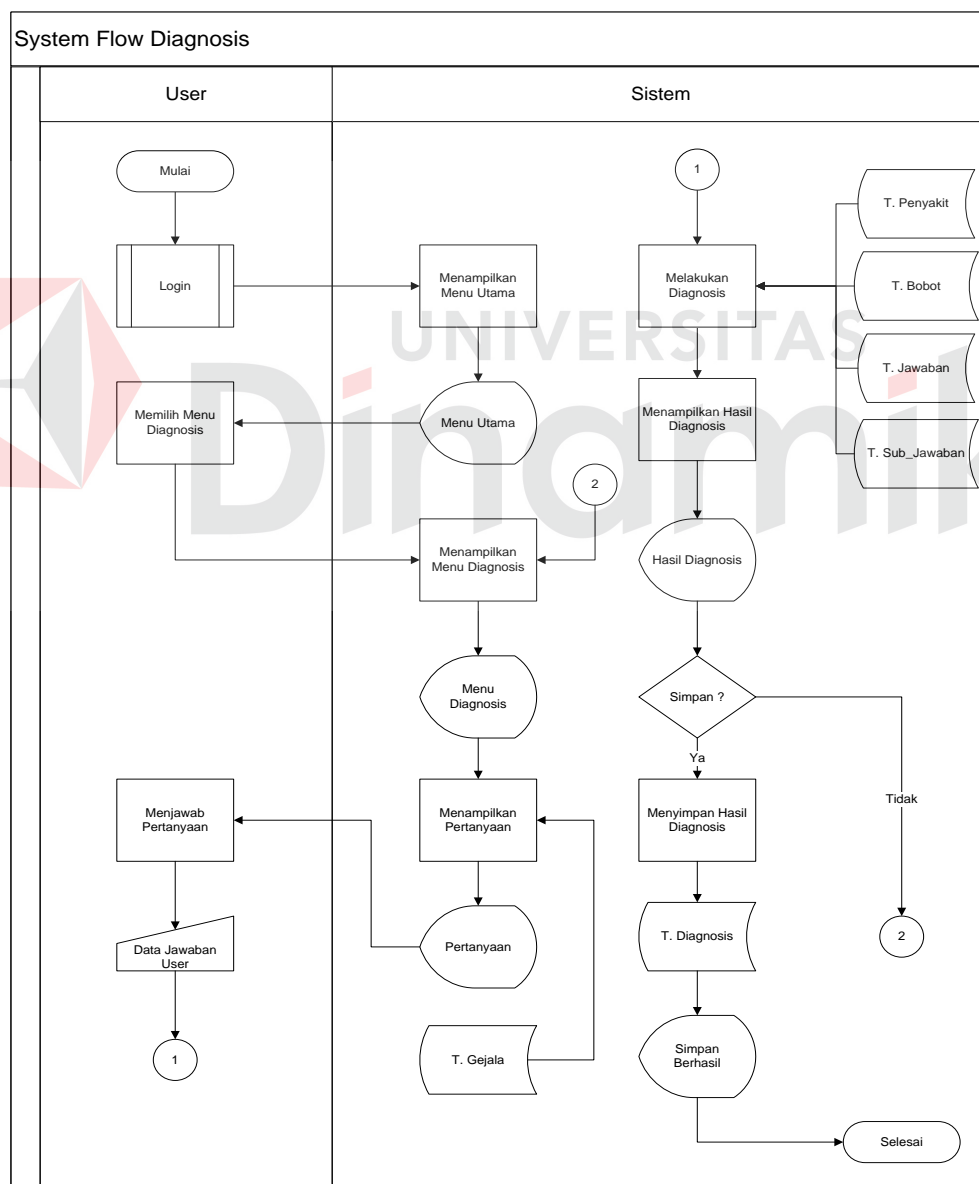 System Flow Diagnosis
User
Sistem
Mulai
Login
Memilih Menu
Diagnosis
Menjawab
Pertanyaan
Data Jawaban
User
1
Menampilkan
Menu Utama
Menu Utama
2
Menampilkan
Menu Diagnosis
Menu
Diagnosis
Menampilkan
Pertanyaan
Pertanyaan
T. Gejala
1
Melakukan
Diagnosis
Menampilkan Hasil
Diagnosis
Hasil Diagnosis
Simpan ?
Ya
Menyimpan Hasil
Diagnosis
T. Diagnosis
Simpan
Berhasil
T. Penyakit
T. Bobot
T. Jawaban
T. Sub_Jawaban
Tidak
2
Selesai
UNIVERSITAS
Dinamik